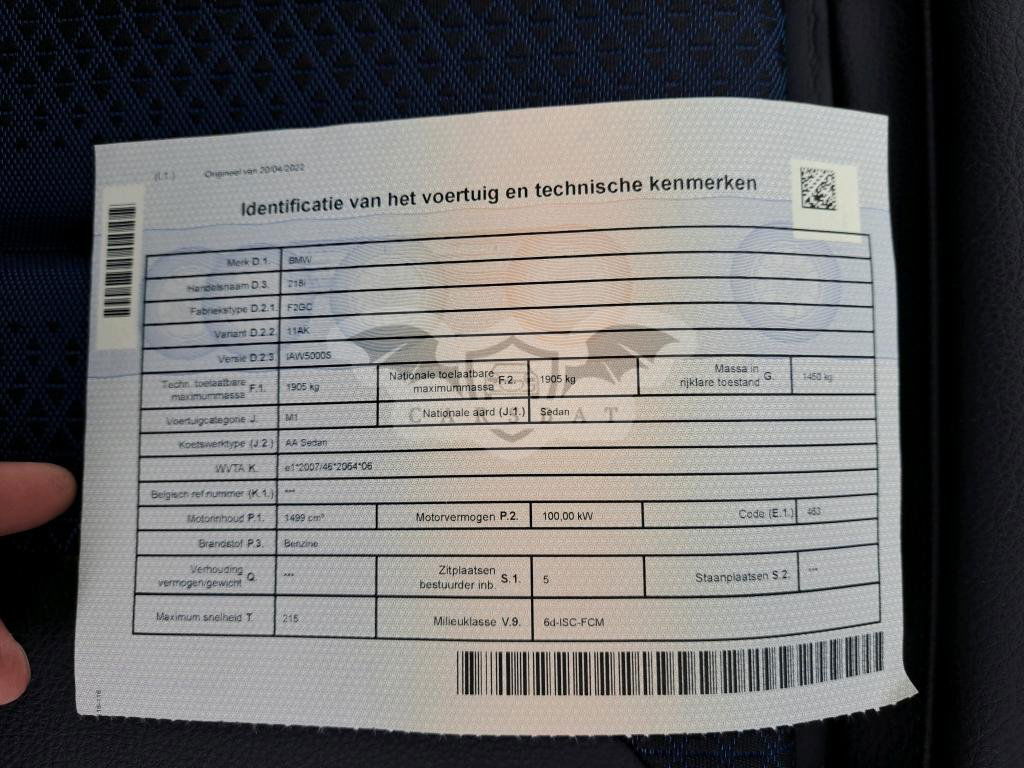 (I.1.) Origineel van 20/04/2022
Identificatie van het voertuig en technische kenmerken
Merk D.1. BMW
Handelsnaam D.3. 218i
Fabriekstype D.2.1. F2GC
Variant D.2.2. 11AK
Versie D.2.3. IAW50005
Techn. toelaatbare maximummassa F.1. 1905 kg Nationale toelaatbare maximummassa F.2. 1905 kg Massa in rijklare toestand G. 1450 kg
Voertuigcategorie J. M1 Nationale aard (J.1.) Sedan
CARSBAT
Koetswerktype (J.2.) AA Sedan
WVTA K. e1*2007/46*2064*06
Belgisch ref.nummer (K.1.) ***
Motorinhoud P.1. 1499 cm³ Motorvermogen P.2. 100,00 kW Code (E.1.) 463
Brandstof P.3. Benzine
Verhouding vermogen/gewicht Q. *** Zitplaatsen bestuurder inb. S.1. 5 Staanplaatsen S.2. ***
Maximum snelheid T. 215 Milieuklasse V.9. 6d-ISC-FCM